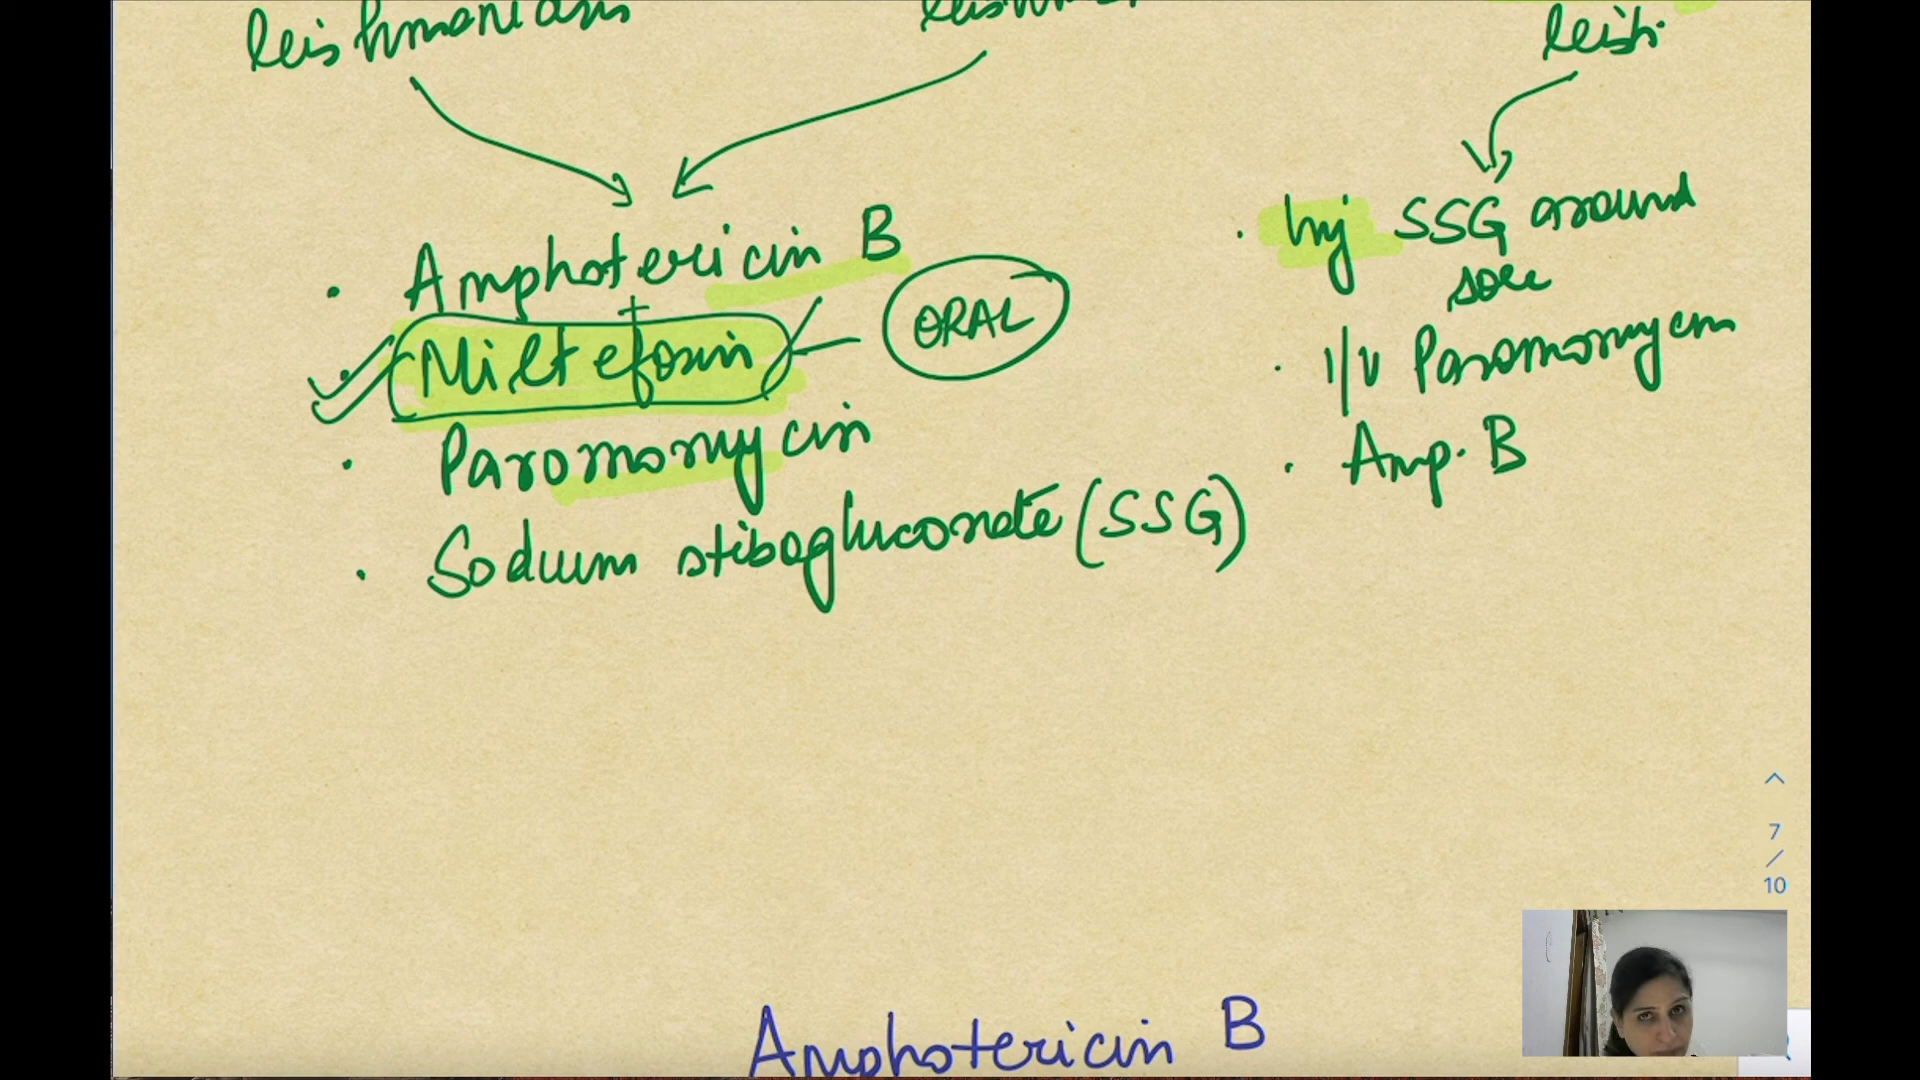 leishmaniasis
leish.
• Amphotericin B
+
• Miltefosin
ORAL
• Paromomycin
• Sodium stibogluconate (SSG)
• Inj SSG around
sore
• I/V Paromomycin
• Amp. B
7
/
10
Amphotericin B